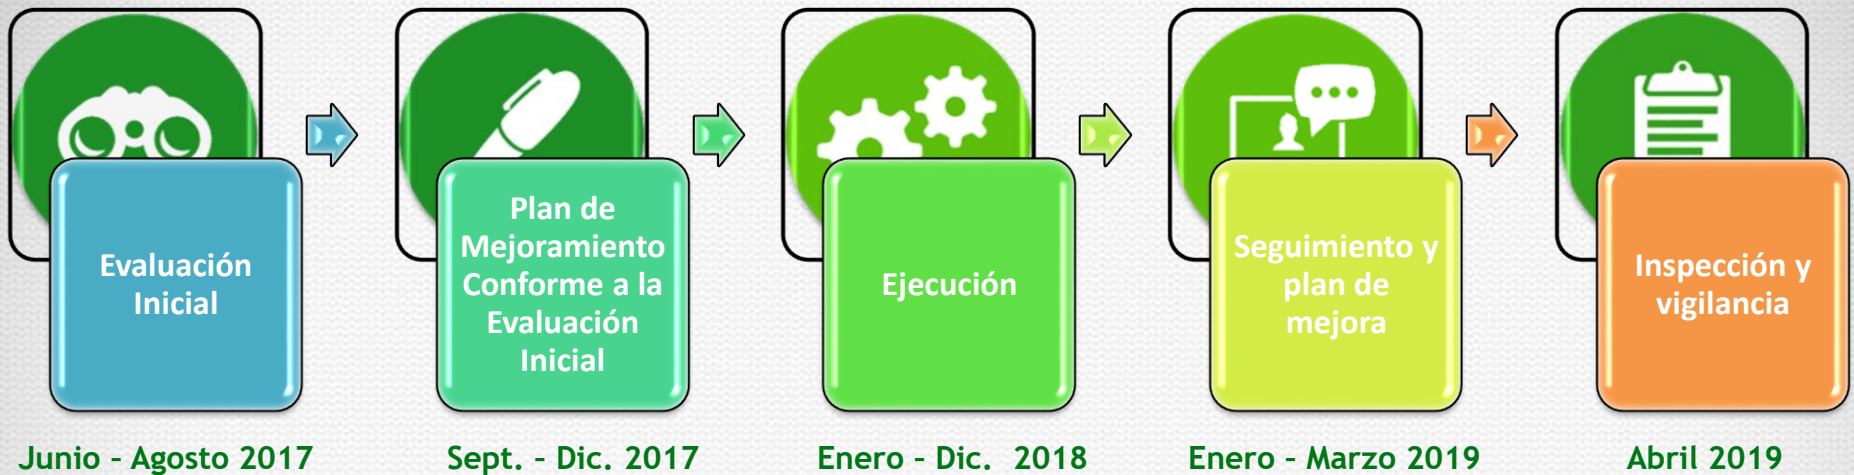 Evaluación
Inicial
Plan de
Mejoramiento
Conforme a la
Evaluación
Inicial
Ejecución
Seguimiento y
plan de
mejora
Inspección y
vigilancia
Junio - Agosto 2017
Sept. - Dic. 2017
Enero - Dic. 2018
Enero - Marzo 2019
Abril 2019